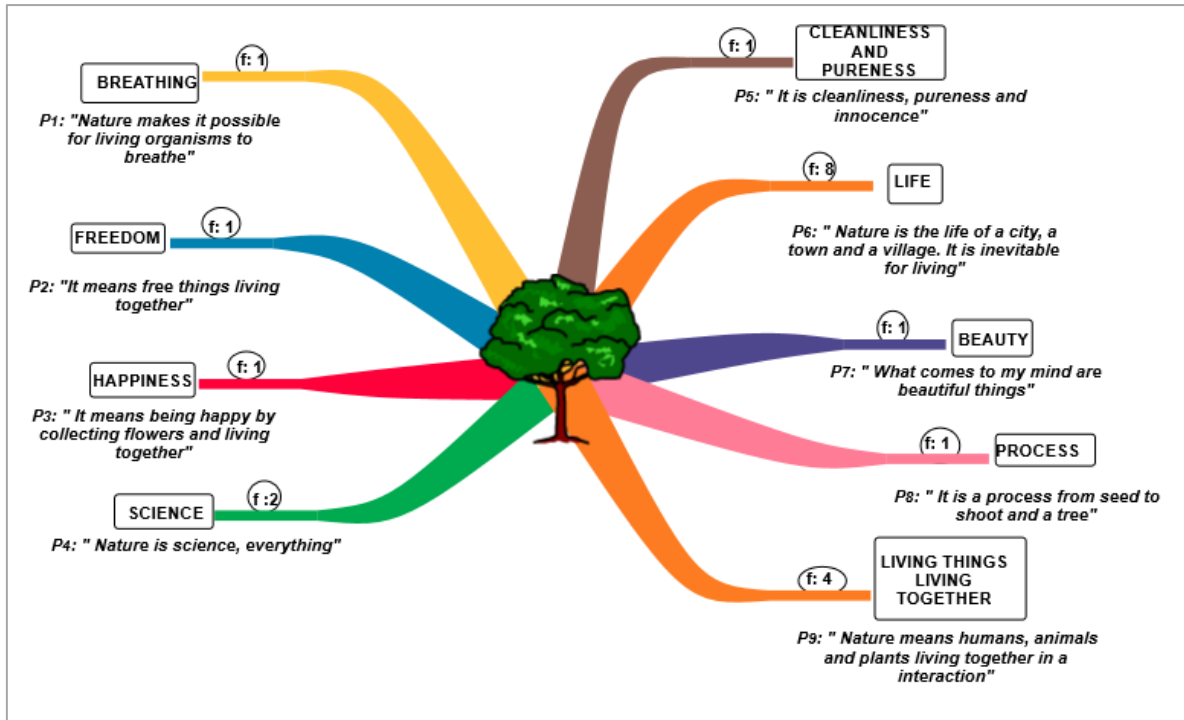 f: 1
BREATHING
P1: "Nature makes it possible
for living organisms to
breathe"
f: 1
FREEDOM
P2: "It means free things living
together"
f: 1
HAPPINESS
P3: " It means being happy by
collecting flowers and living
together"
f :2
SCIENCE
P4: " Nature is science, everything"
f: 1
CLEANLINESS
AND
PURENESS
P5: " It is cleanliness, pureness and
innocence"
f: 8
LIFE
P6: " Nature is the life of a city, a
town and a village. It is inevitable
for living"
f: 1
BEAUTY
P7: " What comes to my mind are
beautiful things"
f: 1
PROCESS
P8: " It is a process from seed to
shoot and a tree"
f: 4
LIVING THINGS
LIVING
TOGETHER
P9: " Nature means humans, animals
and plants living together in a
interaction"